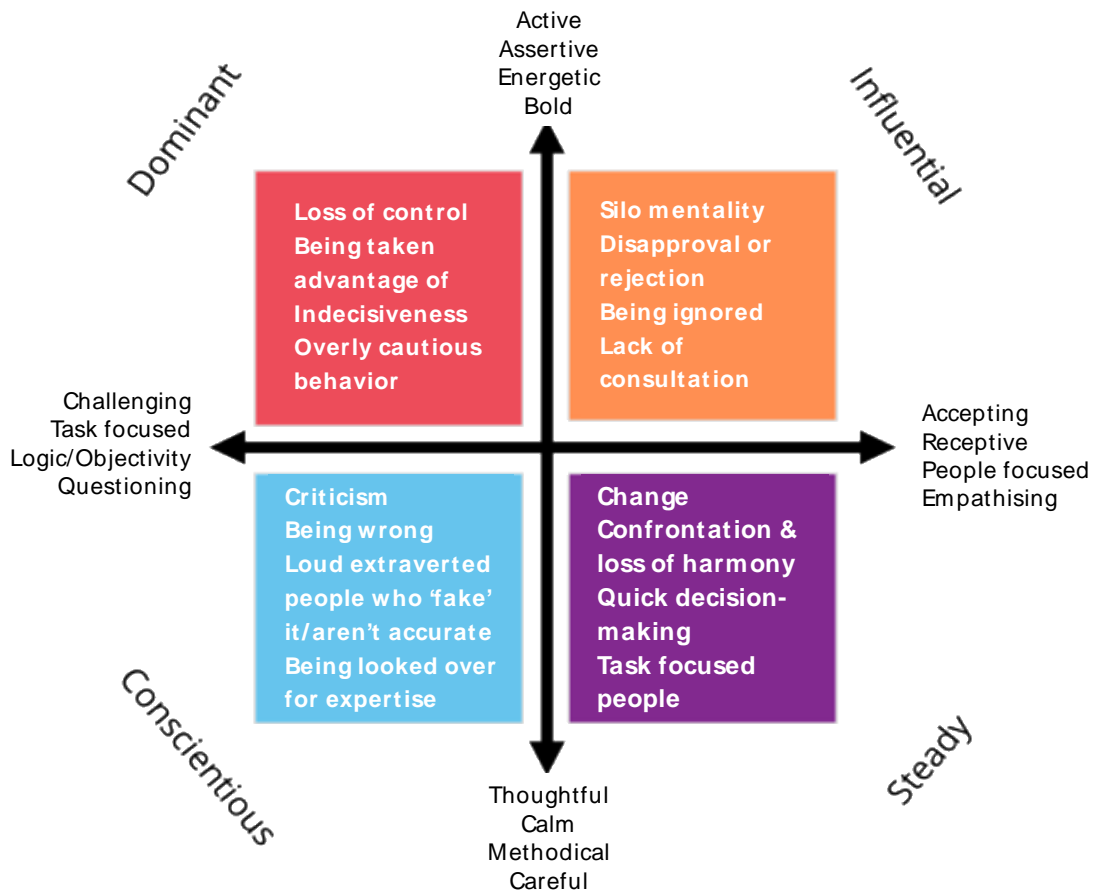 Active
Assertive
Energetic
Bold
Dominant
Influential
Loss of control
Being taken
advantage of
Indecisiveness
Overly cautious
behavior
Silo mentality
Disapproval or
rejection
Being ignored
Lack of
consultation
Challenging
Task focused
Logic/Objectivity
Questioning
Accepting
Receptive
People focused
Empathising
Criticism
Being wrong
Loud extraverted
people who ‘fake’
it/aren’t accurate
Being looked over
for expertise
Change
Confrontation &
loss of harmony
Quick decision-
making
Task focused
people
Conscientious
Steady
Thoughtful
Calm
Methodical
Careful